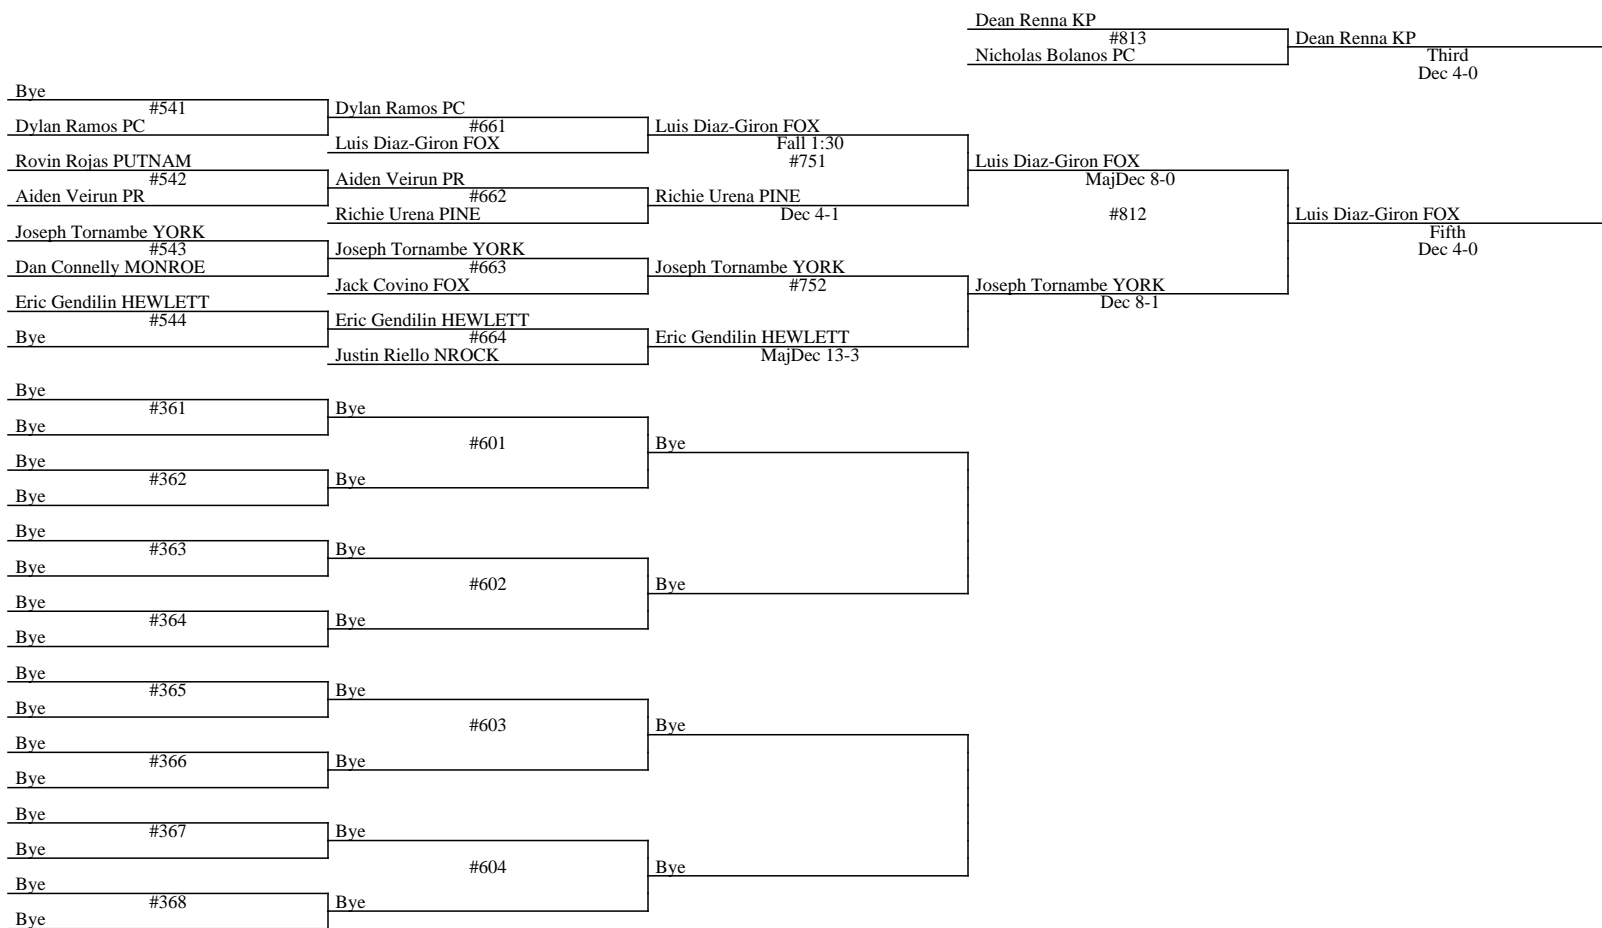 Dean Renna KP
#813
Nicholas Bolanos PC
Dean Renna KP
Third
Dec 4-0
Bye
#541
Dylan Ramos PC
Rovin Rojas PUTNAM
#542
Aiden Veirun PR
Joseph Tornambe YORK
#543
Dan Connelly MONROE
Eric Gendilin HEWLETT
#544
Bye
Dylan Ramos PC
#661
Luis Diaz-Giron FOX
Aiden Veirun PR
#662
Richie Urena PINE
Joseph Tornambe YORK
#663
Jack Covino FOX
Eric Gendilin HEWLETT
#664
Justin Riello NROCK
Luis Diaz-Giron FOX
Fall 1:30
#751
Richie Urena PINE
Dec 4-1
Joseph Tornambe YORK
#752
Eric Gendilin HEWLETT
MajDec 13-3
Luis Diaz-Giron FOX
MajDec 8-0
#812
Joseph Tornambe YORK
Dec 8-1
Luis Diaz-Giron FOX
Fifth
Dec 4-0
Bye
#361
Bye
Bye
#362
Bye
Bye
#363
Bye
Bye
#364
Bye
Bye
#365
Bye
Bye
#366
Bye
Bye
#367
Bye
Bye
#368
Bye
Bye
#601
Bye
Bye
#602
Bye
Bye
#603
Bye
Bye
#604
Bye
Bye
Bye
Bye
Bye